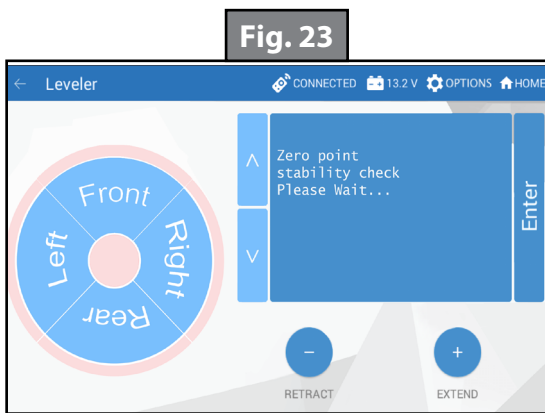 Fig. 23
← Leveler CONNECTED 13.2 V OPTIONS HOME
Front
Left
Right
Rear
˄
˅
Zero point
stability check
Please Wait...
Enter
− +
RETRACT EXTEND